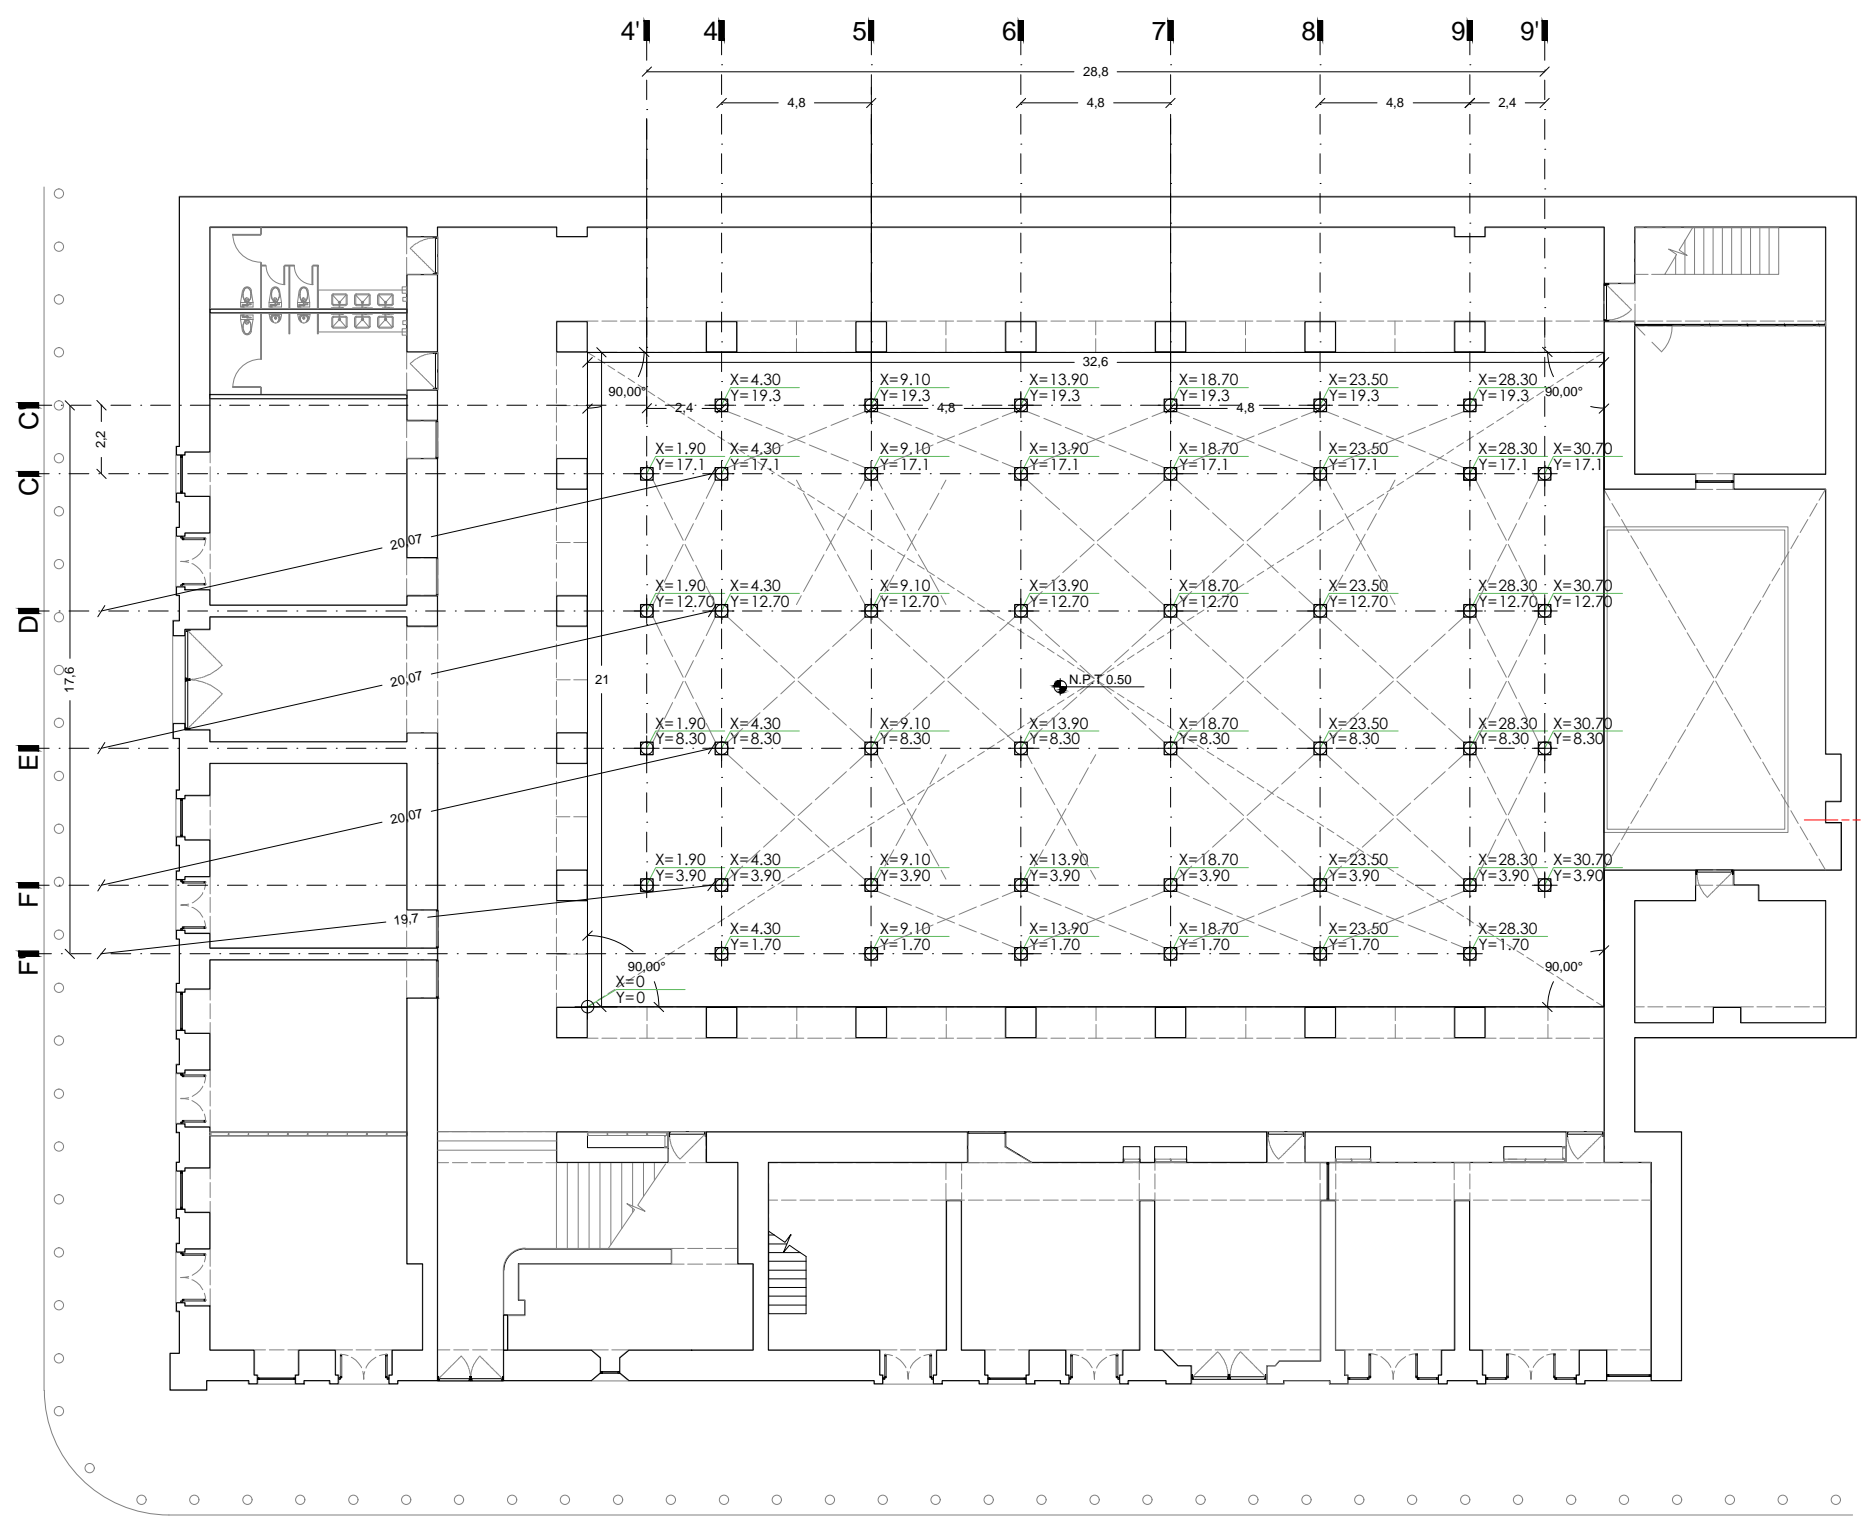 4' 4 5 6 7 8 9 9'
28,8
4,8 4,8 4,8 2,4
32,6
90,00° 90,00°
X=4.30 X=9.10 X=13.90 X=18.70 X=23.50 X=28.30
Y=19.3 Y=19.3 Y=19.3 Y=19.3 Y=19.3 Y=19.3
C'
2,4 4,8 4,8
2,2
X=1.90 X=4.30 X=9.10 X=13.90 X=18.70 X=23.50 X=28.30 X=30.70
Y=17.1 Y=17.1 Y=17.1 Y=17.1 Y=17.1 Y=17.1 Y=17.1 Y=17.1
C
20,07
X=1.90 X=4.30 X=9.10 X=13.90 X=18.70 X=23.50 X=28.30 X=30.70
Y=12.70 Y=12.70 Y=12.70 Y=12.70 Y=12.70 Y=12.70 Y=12.70 Y=12.70
D
17,6
20,07
21
N.P.T 0.50
X=1.90 X=4.30 X=9.10 X=13.90 X=18.70 X=23.50 X=28.30 X=30.70
Y=8.30 Y=8.30 Y=8.30 Y=8.30 Y=8.30 Y=8.30 Y=8.30 Y=8.30
E
20,07
X=1.90 X=4.30 X=9.10 X=13.90 X=18.70 X=23.50 X=28.30 X=30.70
Y=3.90 Y=3.90 Y=3.90 Y=3.90 Y=3.90 Y=3.90 Y=3.90 Y=3.90
F
19,7
X=4.30 X=9.10 X=13.90 X=18.70 X=23.50 X=28.30
Y=1.70 Y=1.70 Y=1.70 Y=1.70 Y=1.70 Y=1.70
F'
90,00° 90,00°
X=0
Y=0